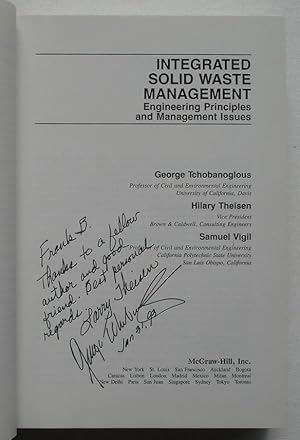 INTEGRATED
SOLID WASTE
MANAGEMENT
Engineering Principles
and Management Issues
George Tchobanoglous
Professor of Civil and Environmental Engineering
University of California, Davis
Hilary Theisen
Vice President
Brown & Caldwell, Consulting Engineers
Samuel Vigil
Professor of Civil and Environmental Engineering
California Polytechnic State University
San Luis Obispo, California
Frank B.
Thanks to a fellow
author and good
friend. Best personal
regards.
Larry Theisen
George
Jan 31, 93
McGraw-Hill, Inc.
New York St. Louis San Francisco Auckland Bogotá
Caracas Lisbon London Madrid Mexico Milan Montreal
New Delhi Paris San Juan Singapore Sydney Tokyo Toronto